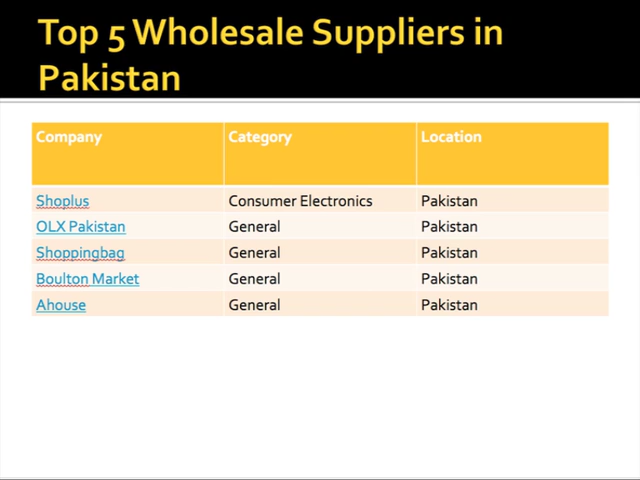 Top 5 Wholesale Suppliers in
Pakistan
Company Category Location
Shoplus Consumer Electronics Pakistan
OLX Pakistan General Pakistan
Shoppingbag General Pakistan
Boulton Market General Pakistan
Ahouse General Pakistan